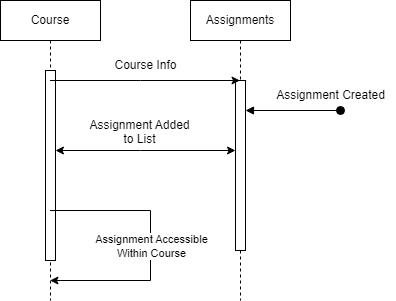 Course
Assignments
Course Info
Assignment Created
Assignment Added
to List
Assignment Accessible
Within Course